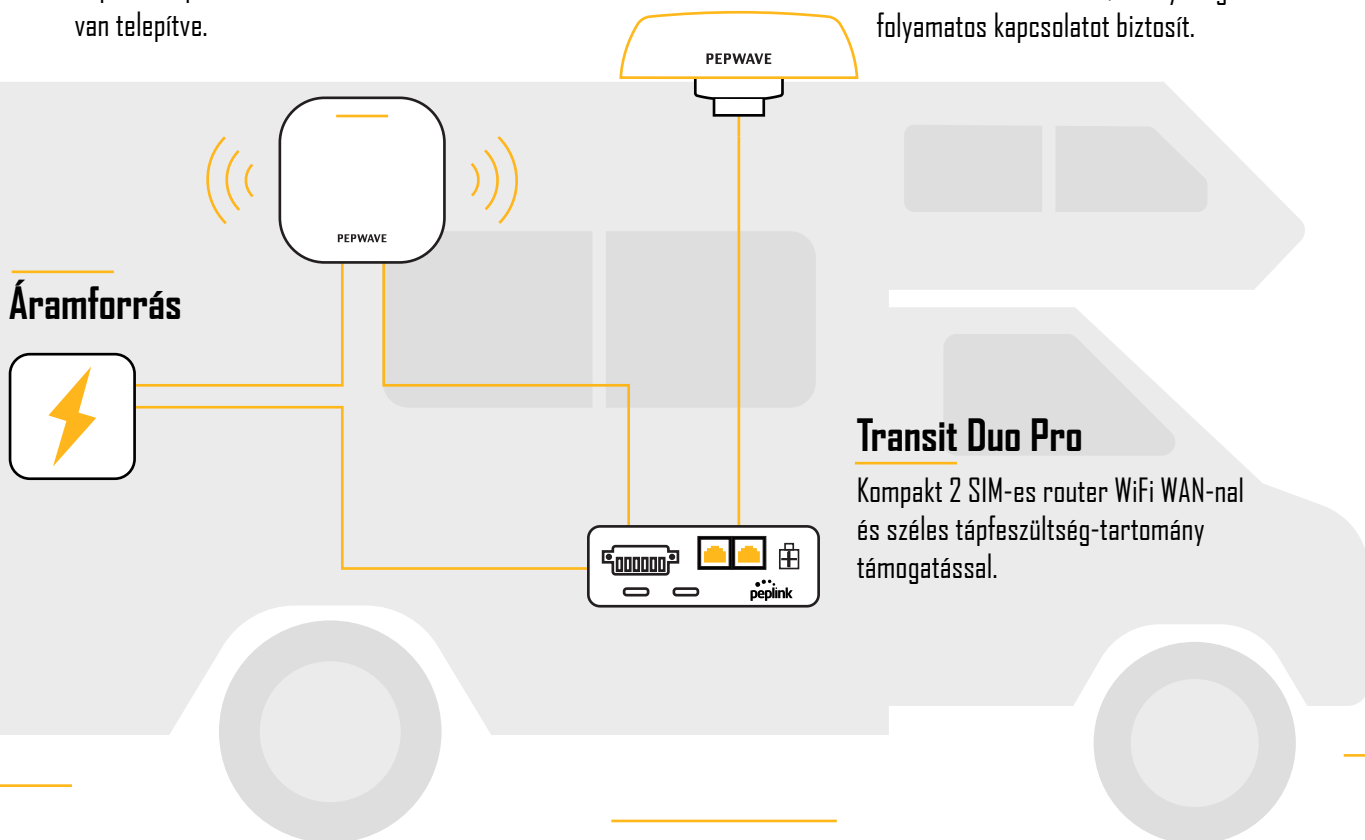 van telepítve.
folyamatos kapcsolatot biztosít.
PEPWAVE
PEPWAVE
Áramforrás
Transit Duo Pro
Kompakt 2 SIM-es router WiFi WAN-nal
és széles tápfeszültség-tartomány
támogatással.
peplink